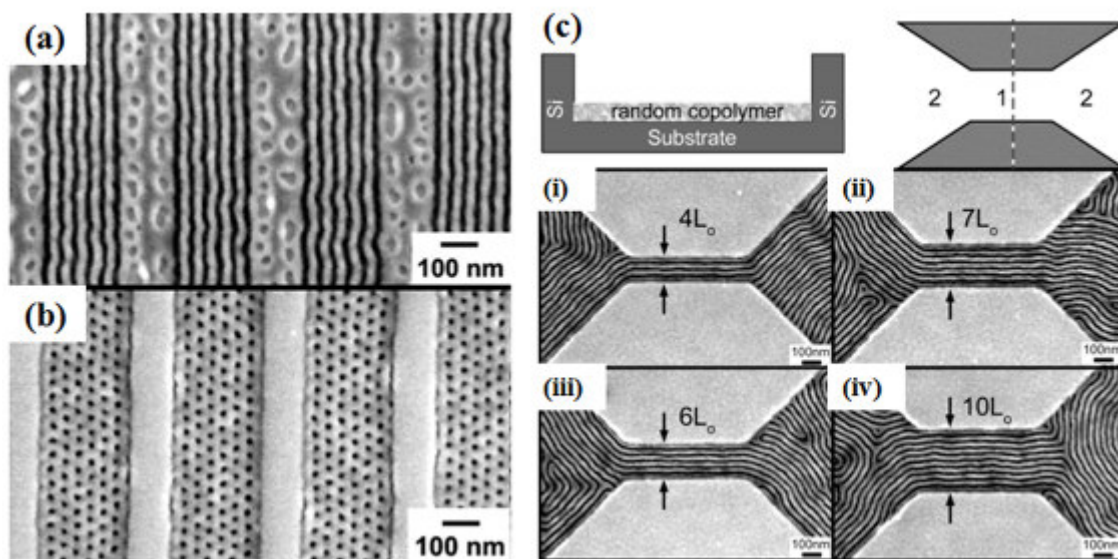 (a)
100 nm
(b)
100 nm
(c)
Si
random copolymer
Si
Substrate
2 1 2
(i)
4Lo
100nm
(ii)
7Lo
100nm
(iii)
6Lo
100nm
(iv)
10Lo
100nm